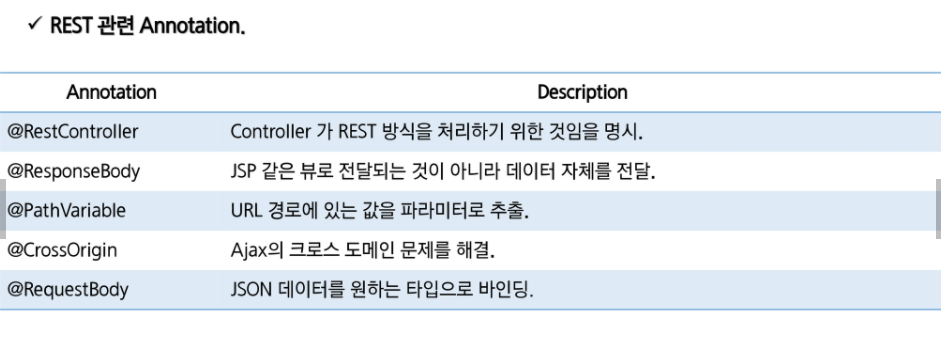 ✓ REST 관련 Annotation.
Annotation Description
@RestController Controller 가 REST 방식을 처리하기 위한 것임을 명시.
@ResponseBody JSP 같은 뷰로 전달되는 것이 아니라 데이터 자체를 전달.
@PathVariable URL 경로에 있는 값을 파라미터로 추출.
@CrossOrigin Ajax의 크로스 도메인 문제를 해결.
@RequestBody JSON 데이터를 원하는 타입으로 바인딩.